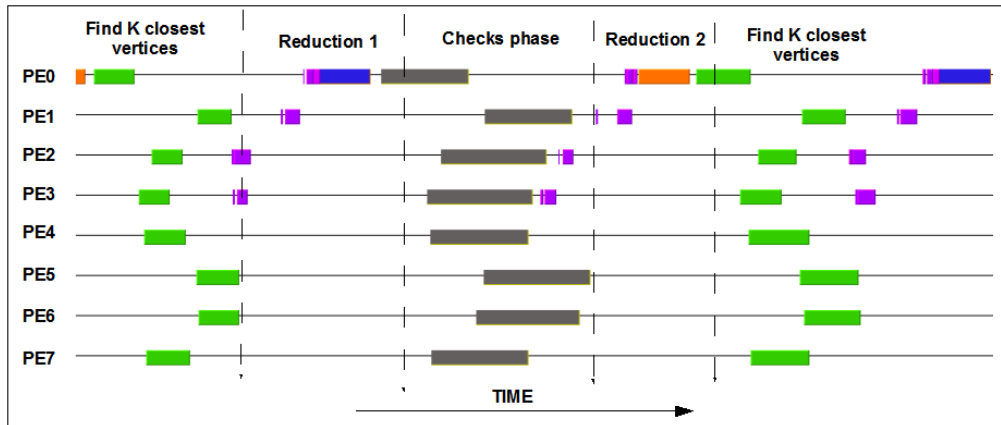 Find K closest
vertices
Reduction 1
Checks phase
Reduction 2
Find K closest
vertices
PE0
PE1
PE2
PE3
PE4
PE5
PE6
PE7
TIME